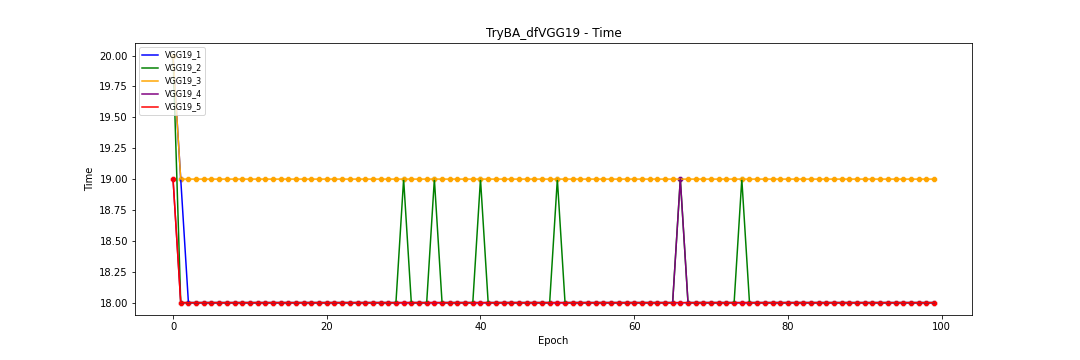 TryBA_dfVGG19 - Time
VGG19_1
VGG19_2
VGG19_3
VGG19_4
VGG19_5
20.00
19.75
19.50
19.25
19.00
18.75
18.50
18.25
18.00
Time
0
20
40
60
80
100
Epoch